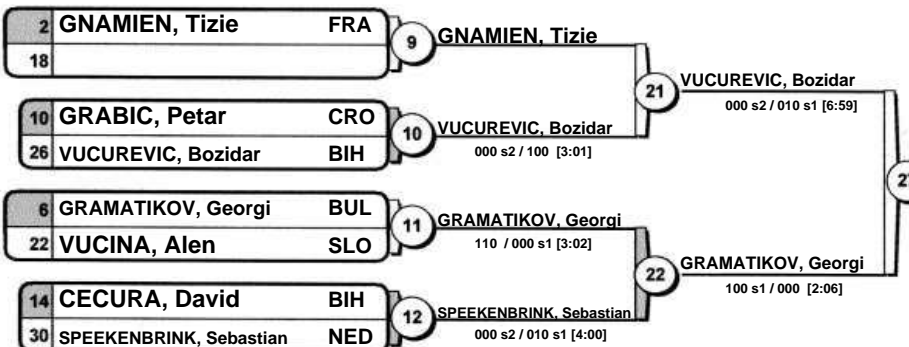 2 GNAMIEN, Tizie FRA
18
9
GNAMIEN, Tizie
10 GRABIC, Petar CRO
26 VUCUREVIC, Bozidar BIH
10
VUCUREVIC, Bozidar
000 s2 / 100 [3:01]
21
VUCUREVIC, Bozidar
000 s2 / 010 s1 [6:59]
6 GRAMATIKOV, Georgi BUL
22 VUCINA, Alen SLO
11
GRAMATIKOV, Georgi
110 / 000 s1 [3:02]
14 CECURA, David BIH
30 SPEEKENBRINK, Sebastian NED
12
SPEEKENBRINK, Sebastian
000 s2 / 010 s1 [4:00]
22
GRAMATIKOV, Georgi
100 s1 / 000 [2:06]